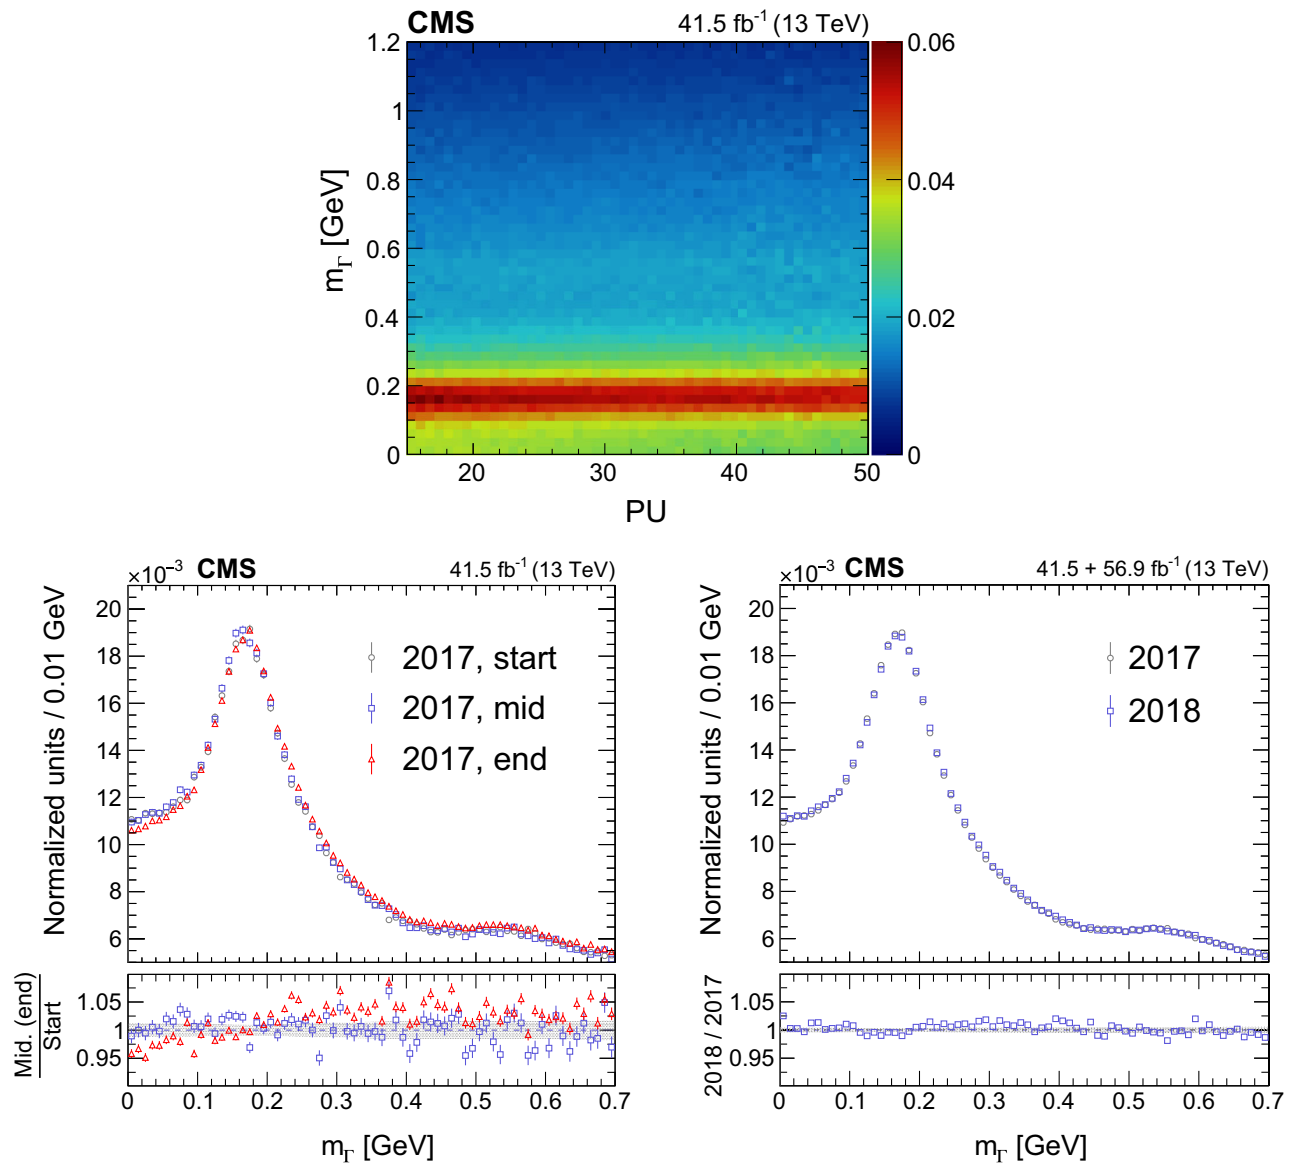 CMS 41.5 fb⁻¹ (13 TeV)
m_Γ [GeV]
1.2
1
0.8
0.6
0.4
0.2
0
20 30 40 50
PU
0.06
0.04
0.02
0
×10⁻³ CMS 41.5 fb⁻¹ (13 TeV)
Normalized units / 0.01 GeV
20
18
16
14
12
10
8
6
2017, start
2017, mid
2017, end
Mid. (end)
Start
1.05
1
0.95
0 0.1 0.2 0.3 0.4 0.5 0.6 0.7
m_Γ [GeV]
×10⁻³ CMS 41.5 + 56.9 fb⁻¹ (13 TeV)
Normalized units / 0.01 GeV
20
18
16
14
12
10
8
6
2017
2018
2018 / 2017
1.05
1
0.95
0 0.1 0.2 0.3 0.4 0.5 0.6 0.7
m_Γ [GeV]